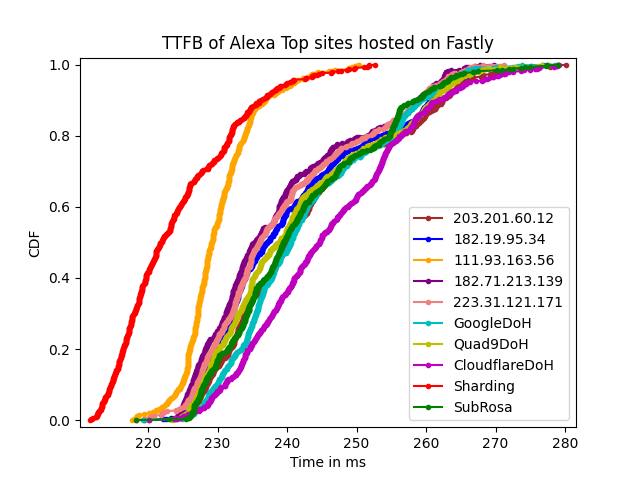 TTFB of Alexa Top sites hosted on Fastly
1.0
0.8
0.6
0.4
0.2
0.0
CDF
220 230 240 250 260 270 280
Time in ms
203.201.60.12
182.19.95.34
111.93.163.56
182.71.213.139
223.31.121.171
GoogleDoH
Quad9DoH
CloudflareDoH
Sharding
SubRosa